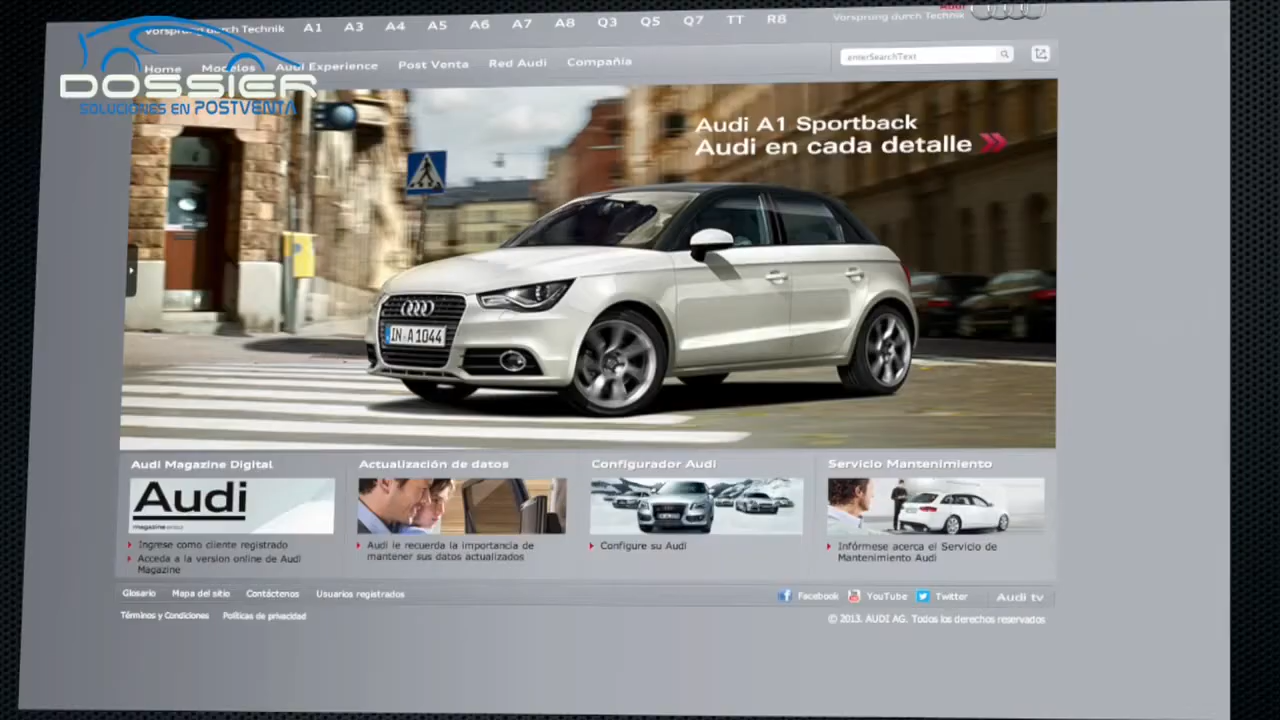 Vorsprung durch Technik A1 A3 A4 A5 A6 A7 A8 Q3 Q5 Q7 TT R8 Vorsprung durch Technik Audi
Home Modelos Audi Experience Post Venta Red Audi Compañia enterSearchText
DOSSIER
SOLUCIONES EN POSTVENTA
Audi A1 Sportback
Audi en cada detalle
IN A 1044
Audi Magazine Digital
Audi
magazine
Ingrese como cliente registrado
Acceda a la version online de Audi
Magazine
Actualización de datos
Audi le recuerda la importancia de
mantener sus datos actualizados
Configurador Audi
Configure su Audi
Servicio Mantenimiento
Infórmese acerca el Servicio de
Mantenimiento Audi
Glosario Mapa del sitio Contáctenos Usuarios registrados
Facebook YouTube Twitter Audi tv
Términos y Condiciones Políticas de privacidad
© 2013. AUDI AG. Todos los derechos reservados